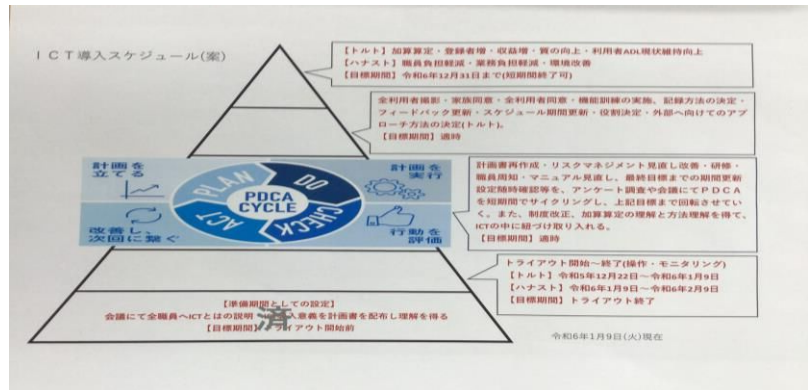 ICT導入スケジュール(案)
【トルト】加算算定・登録者増・収益増・質の向上・利用者ADL現状維持向上
【ハナスト】職員負担軽減・業務負担軽減・環境改善
【目標期間】令和6年12月31日まで(短期間終了可)
全利用者撮影・家族同意・全利用者同意・機能訓練の実施、記録方法の決定・
フィードバック更新・スケジュール期間更新・役割決定・外部へ向けてのアプ
ローチ方法の決定(トルト)。
【目標期間】適時
計画を
立てる
計画を
実行
PLAN
DO
PDCA
CYCLE
ACT
CHECK
改善し、
次回に繋ぐ
行動を
評価
計画書再作成・リスクマネジメント見直し改善・研修・
職員周知・マニュアル見直し、最終目標までの期間更新
設定随時確認等を、アンケート調査や会議にてPDCA
を短期間でサイクリングし、上記目標まで回転させてい
く。また、制度改正、加算算定の理解と方法理解を得て、
ICTの中に紐づけ取り入れる。
【目標期間】適時
トライアウト開始～終了(操作・モニタリング)
【トルト】令和5年12月22日～令和6年1月9日
【ハナスト】令和6年1月9日～令和6年2月9日
【目標期間】トライアウト終了
【準備期間としての設定】
会議にて全職員へICTとはの説明 入意義を計画書を配布し理解を得る
【目標期間】 ライアウト開始前
済
令和6年1月9日(火)現在